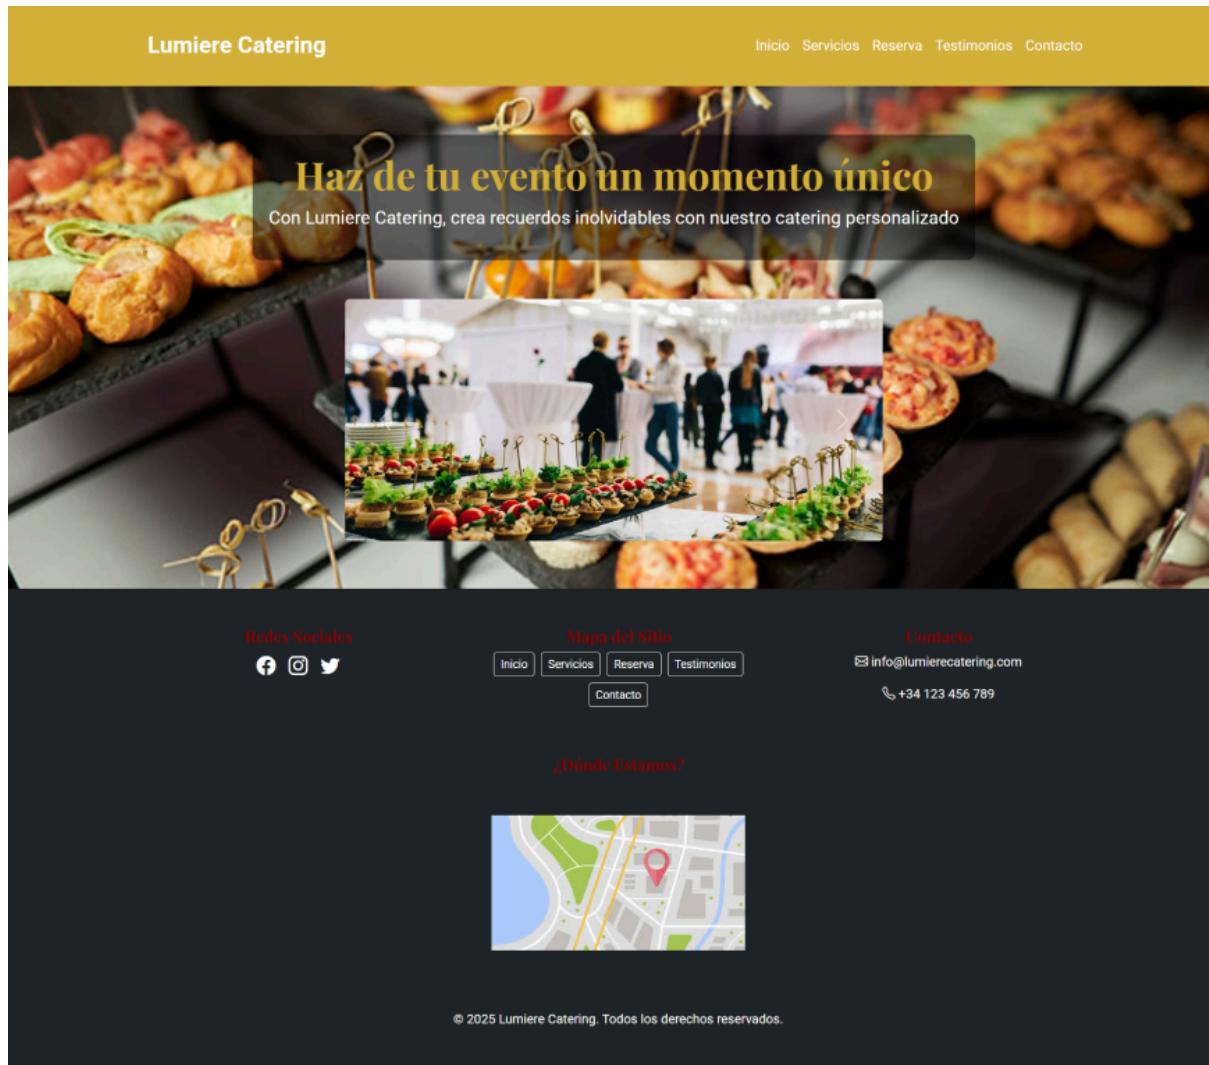 Lumiere Catering
Inicio Servicios Reserva Testimonios Contacto
Haz de tu evento un momento único
Con Lumiere Catering, crea recuerdos inolvidables con nuestro catering personalizado
Redes Sociales
Mapa del Sitio
Inicio Servicios Reserva Testimonios
Contacto
Contacto
info@lumierecatering.com
+34 123 456 789
¿Dónde Estamos?
© 2025 Lumiere Catering. Todos los derechos reservados.